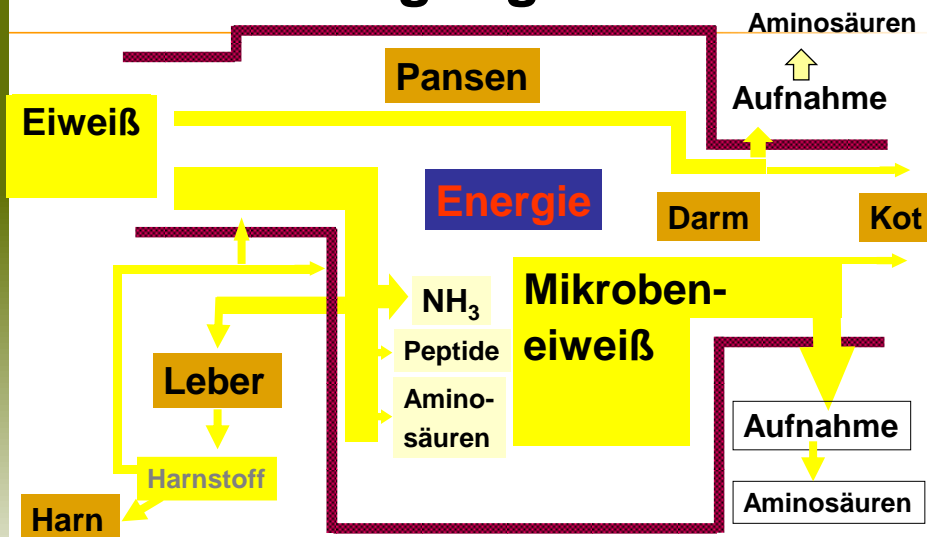 Aminosäuren
Pansen
Aufnahme
Eiweiß
Energie
Darm
Kot
NH₃
Mikroben-
eiweiß
Peptide
Leber
Amino-
säuren
Aufnahme
Harnstoff
Aminosäuren
Harn